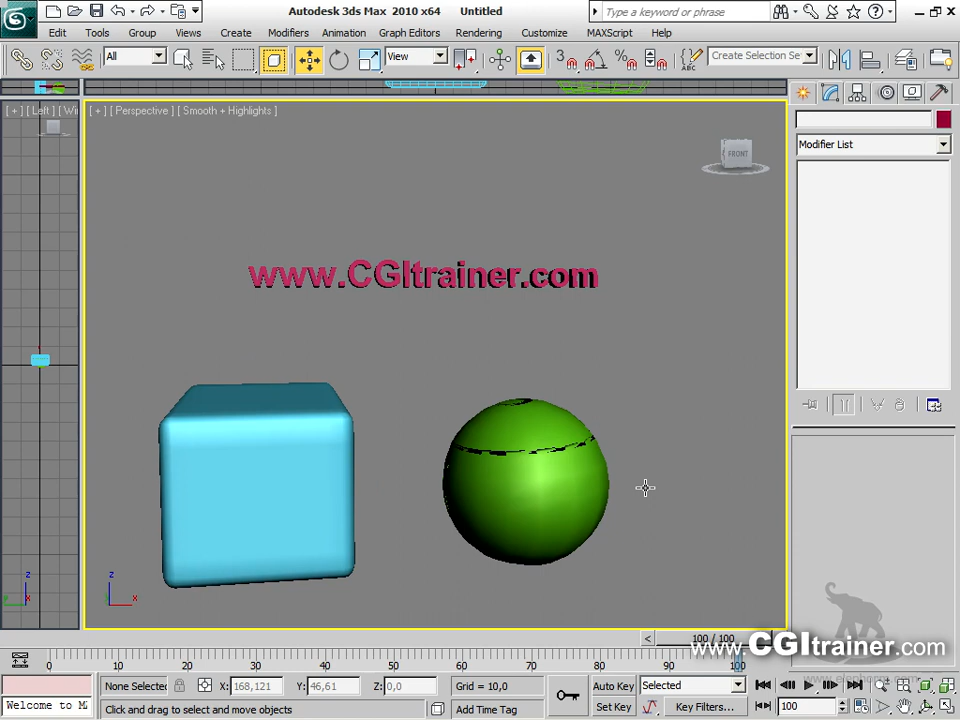 Autodesk 3ds Max 2010 x64 Untitled
Type a keyword or phrase
Edit Tools Group Views Create Modifiers Animation Graph Editors Rendering Customize MAXScript Help
All View 3 Create Selection Se
[ + ] [ Left ] [ Wi
[ + ] [ Perspective ] [ Smooth + Highlights ]
FRONT
Modifier List
www.CGItrainer.com
z x
z x
100 / 100
www.CGItrainer.com
0 10 20 30 40 50 60 70 80 90 100
None Selected X: 168,121 Y: 46,61 Z: 0,0 Grid = 10,0 Auto Key Selected
Welcome to M Click and drag to select and move objects Add Time Tag Set Key Key Filters... 100